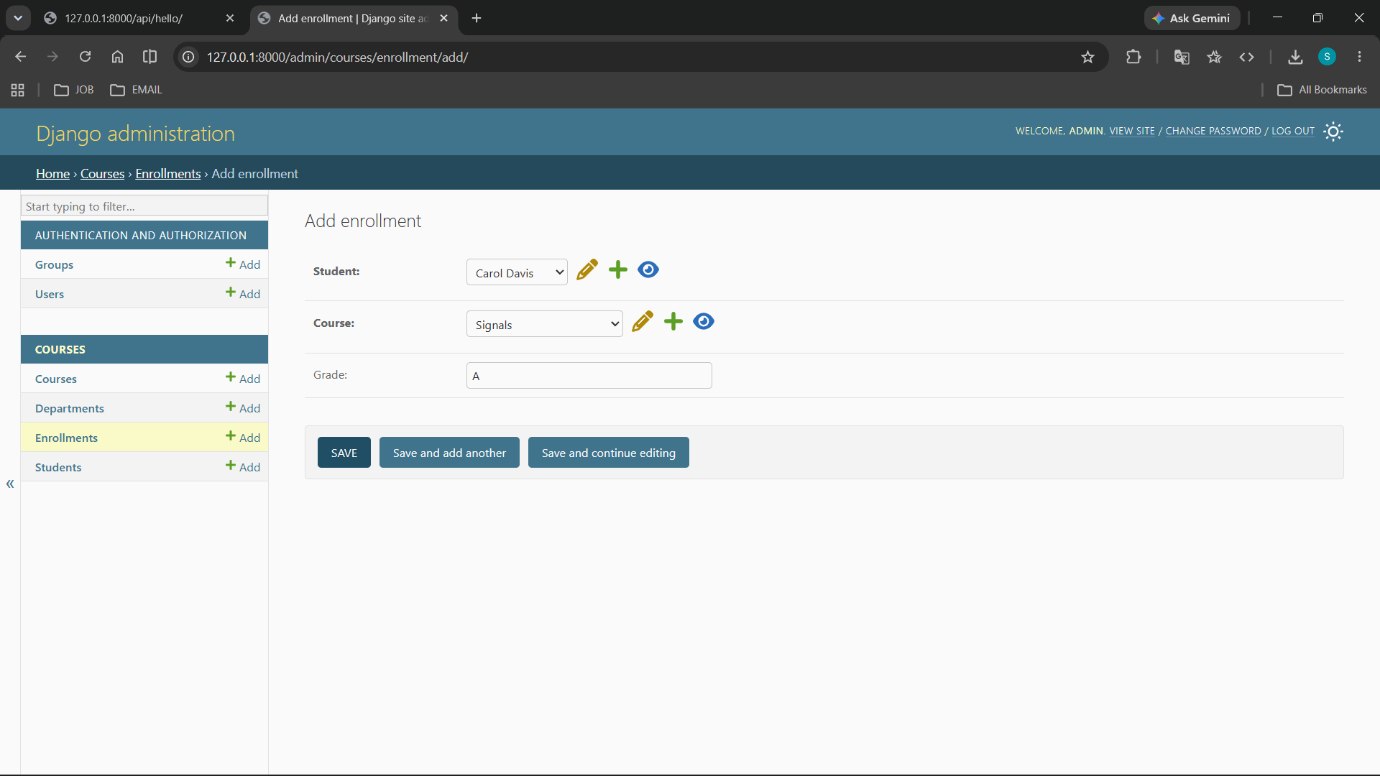 127.0.0.1:8000/api/hello/
Add enrollment | Django site ad
Ask Gemini
127.0.0.1:8000/admin/courses/enrollment/add/
S
JOB
EMAIL
All Bookmarks
Django administration
WELCOME, ADMIN. VIEW SITE / CHANGE PASSWORD / LOG OUT
Home › Courses › Enrollments › Add enrollment
Start typing to filter...
AUTHENTICATION AND AUTHORIZATION
Groups + Add
Users + Add
COURSES
Courses + Add
Departments + Add
Enrollments + Add
Students + Add
«
Add enrollment
Student: Carol Davis
Course: Signals
Grade: A
SAVE Save and add another Save and continue editing